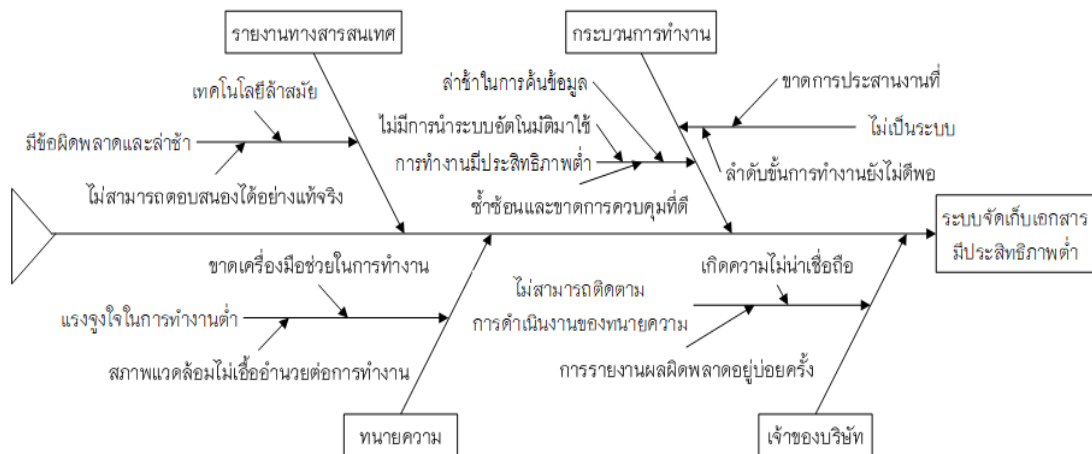 รายงานทางสารสนเทศ
กระบวนการทำงาน
เทคโนโลยีล้าสมัย
มีข้อผิดพลาดและล่าช้า
ไม่สามารถตอบสนองได้อย่างแท้จริง
ล่าช้าในการค้นข้อมูล
ไม่มีการนำระบบอัตโนมัติมาใช้
การทำงานมีประสิทธิภาพต่ำ
ซ้ำซ้อนและขาดการควบคุมที่ดี
ขาดการประสานงานที่
ไม่เป็นระบบ
ลำดับขั้นการทำงานยังไม่ดีพอ
ระบบจัดเก็บเอกสาร
มีประสิทธิภาพต่ำ
ขาดเครื่องมือช่วยในการทำงาน
แรงจูงใจในการทำงานต่ำ
สภาพแวดล้อมไม่เอื้ออำนวยต่อการทำงาน
เกิดความไม่น่าเชื่อถือ
ไม่สามารถติดตาม
การดำเนินงานของทนายความ
การรายงานผลผิดพลาดอยู่บ่อยครั้ง
ทนายความ
เจ้าของบริษัท